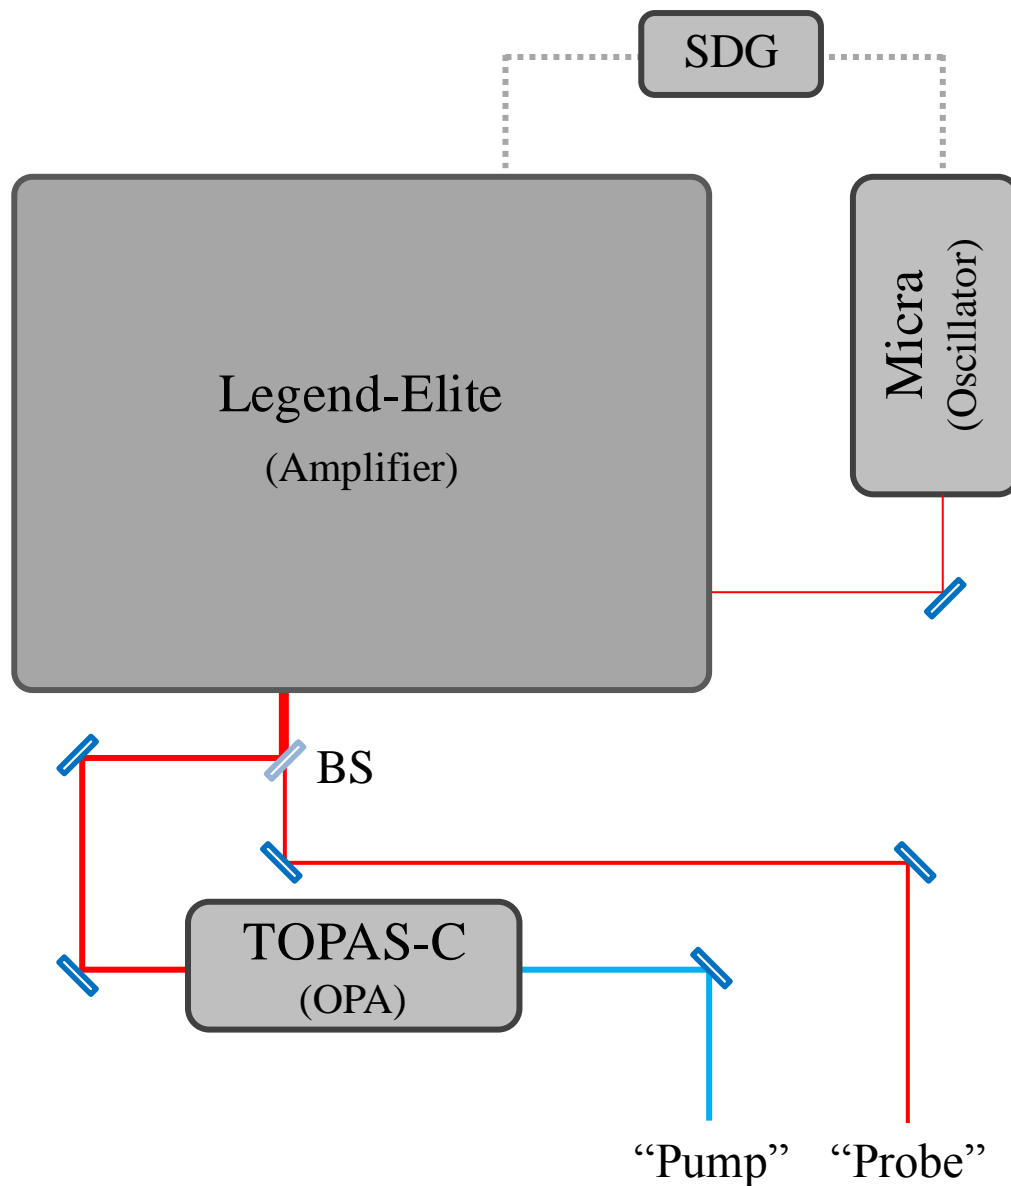 SDG
Micra
(Oscillator)
Legend-Elite
(Amplifier)
BS
TOPAS-C
(OPA)
“Pump”
“Probe”